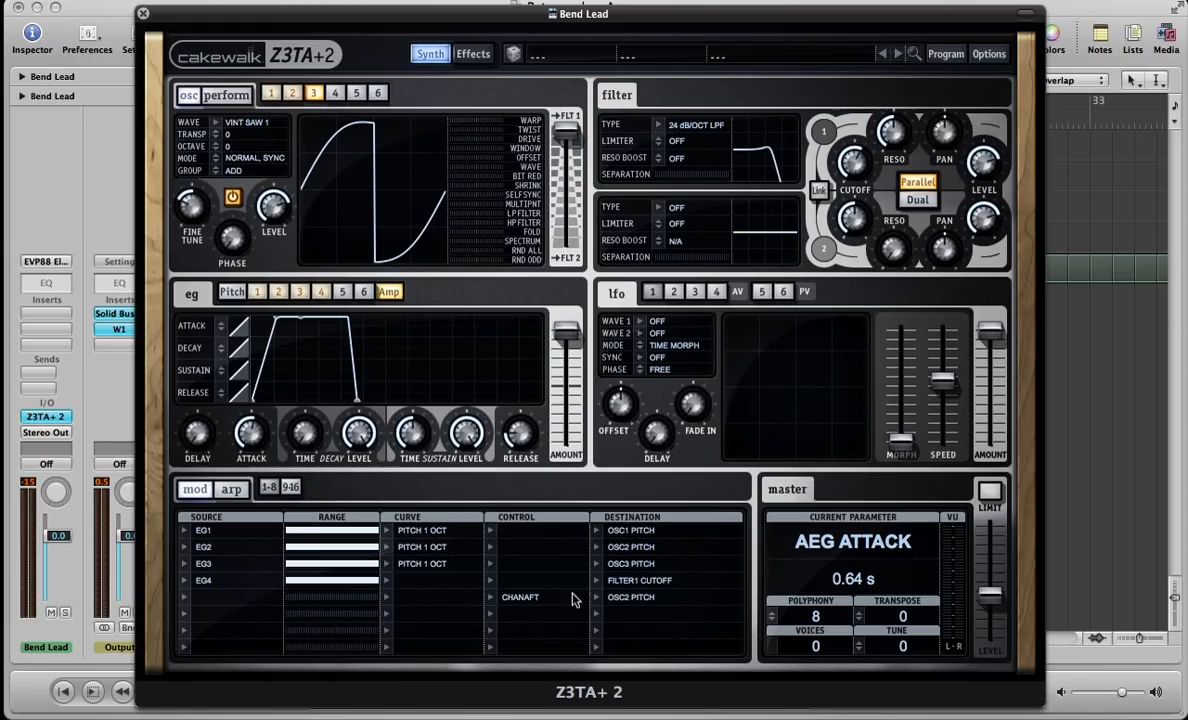 Bend Lead
Inspector
Preferences
Notes
Lists
Media
Bend Lead
Bend Lead
33
cakewalk Z3TA+2
Synth
Effects
--- --- ---
Program
Options
osc perform 1 2 3 4 5 6
WAVE VINT SAW 1
TRANSP 0
OCTAVE 0
MODE NORMAL, SYNC
GROUP ADD
FINE TUNE
PHASE
LEVEL
WARP
TWIST
DRIVE
WINDOW
OFFSET
WAVE
BIT RED
SHRINK
SELFSYNC
MULTIPNT
LP FILTER
HP FILTER
FOLD
SPECTRUM
RND ALL
RND ODD
FLT 1
FLT 2
filter
TYPE 24 dB/OCT LPF
LIMITER OFF
RESO BOOST OFF
SEPARATION
TYPE OFF
LIMITER OFF
RESO BOOST N/A
SEPARATION
1
Link
2
RESO
PAN
CUTOFF
Parallel
Dual
LEVEL
RESO
PAN
eg Pitch 1 2 3 4 5 6 Amp
ATTACK
DECAY
SUSTAIN
RELEASE
DELAY
ATTACK
TIME DECAY LEVEL
TIME SUSTAIN LEVEL
RELEASE
AMOUNT
lfo 1 2 3 4 AV 5 6 PV
WAVE 1 OFF
WAVE 2 OFF
MODE TIME MORPH
SYNC OFF
PHASE FREE
OFFSET
DELAY
FADE IN
MORPH
SPEED
AMOUNT
mod arp 1-8 9-16
SOURCE RANGE CURVE CONTROL DESTINATION
EG1 PITCH 1 OCT OSC1 PITCH
EG2 PITCH 1 OCT OSC2 PITCH
EG3 PITCH 1 OCT OSC3 PITCH
EG4 FILTER1 CUTOFF
CHANAFT OSC2 PITCH
master
CURRENT PARAMETER
AEG ATTACK
0.64 s
POLYPHONY TRANSPOSE
8 0
VOICES TUNE
0 0
VU
L - R
LIMIT
LEVEL
Z3TA+ 2
EVP88 El...
EQ
Inserts
Sends
I/O
Z3TA+ 2
Stereo Out
Off
-15
0.0
M S
Bend Lead
Setting
EQ
Inserts
Solid Bus
W1
Off
0.5
M
Bnc
Output